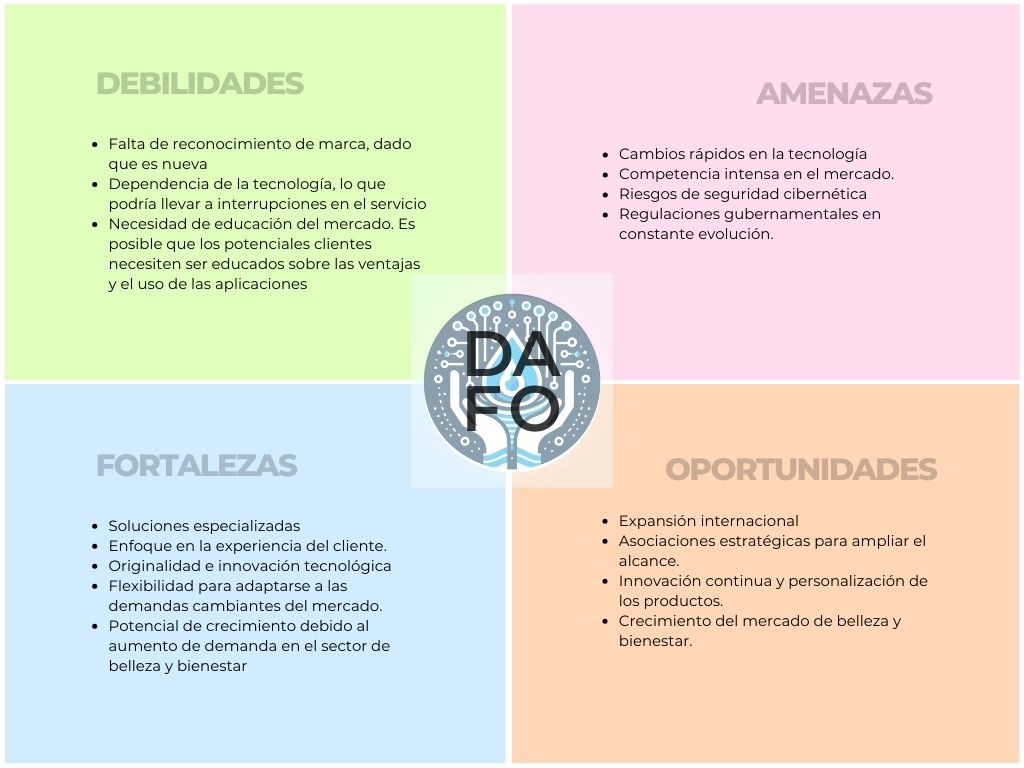 DEBILIDADES
• Falta de reconocimiento de marca, dado
que es nueva
• Dependencia de la tecnología, lo que
podría llevar a interrupciones en el servicio
• Necesidad de educación del mercado. Es
posible que los potenciales clientes
necesiten ser educados sobre las ventajas
y el uso de las aplicaciones
AMENAZAS
• Cambios rápidos en la tecnología
• Competencia intensa en el mercado.
• Riesgos de seguridad cibernética
• Regulaciones gubernamentales en
constante evolución.
DA
FO
FORTALEZAS
• Soluciones especializadas
• Enfoque en la experiencia del cliente.
• Originalidad e innovación tecnológica
• Flexibilidad para adaptarse a las
demandas cambiantes del mercado.
• Potencial de crecimiento debido al
aumento de demanda en el sector de
belleza y bienestar
OPORTUNIDADES
• Expansión internacional
• Asociaciones estratégicas para ampliar el
alcance.
• Innovación continua y personalización de
los productos.
• Crecimiento del mercado de belleza y
bienestar.